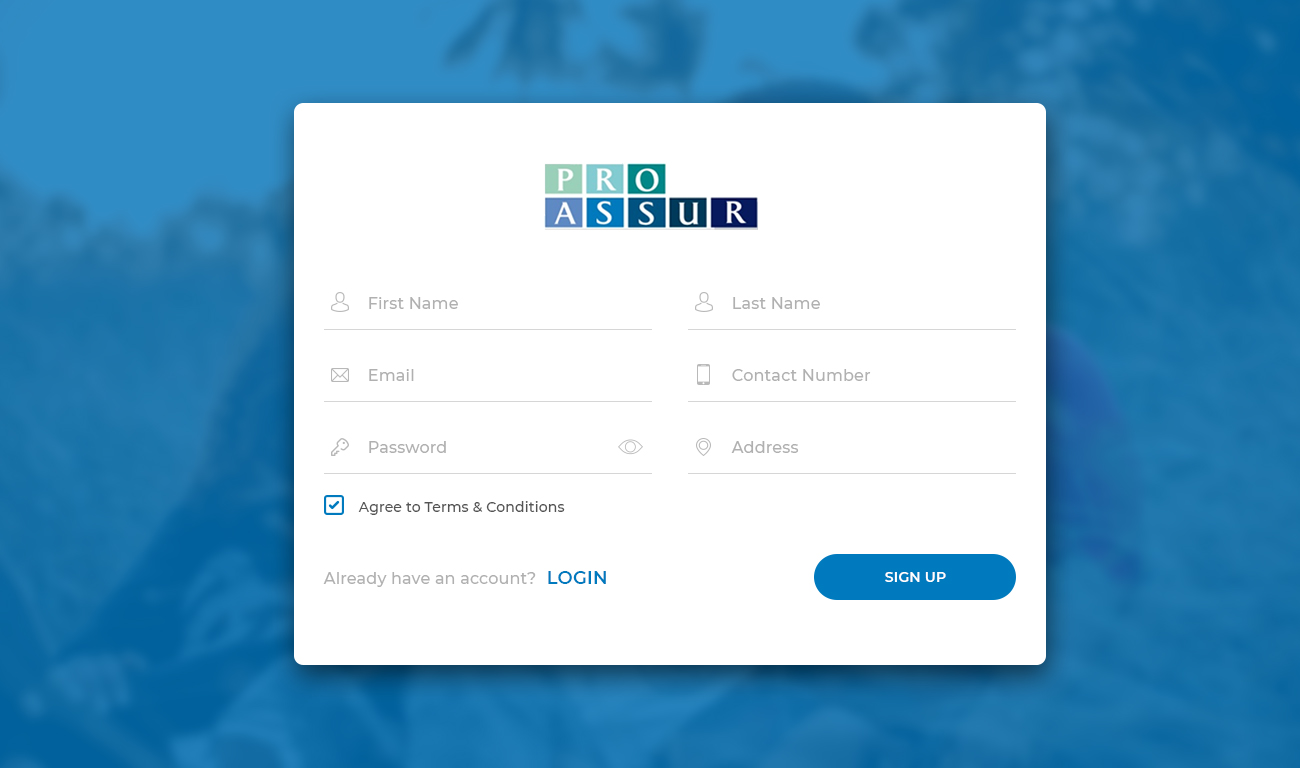 PRO
ASSUR
First Name
Last Name
Email
Contact Number
Password
Address
Agree to Terms & Conditions
Already have an account? LOGIN
SIGN UP